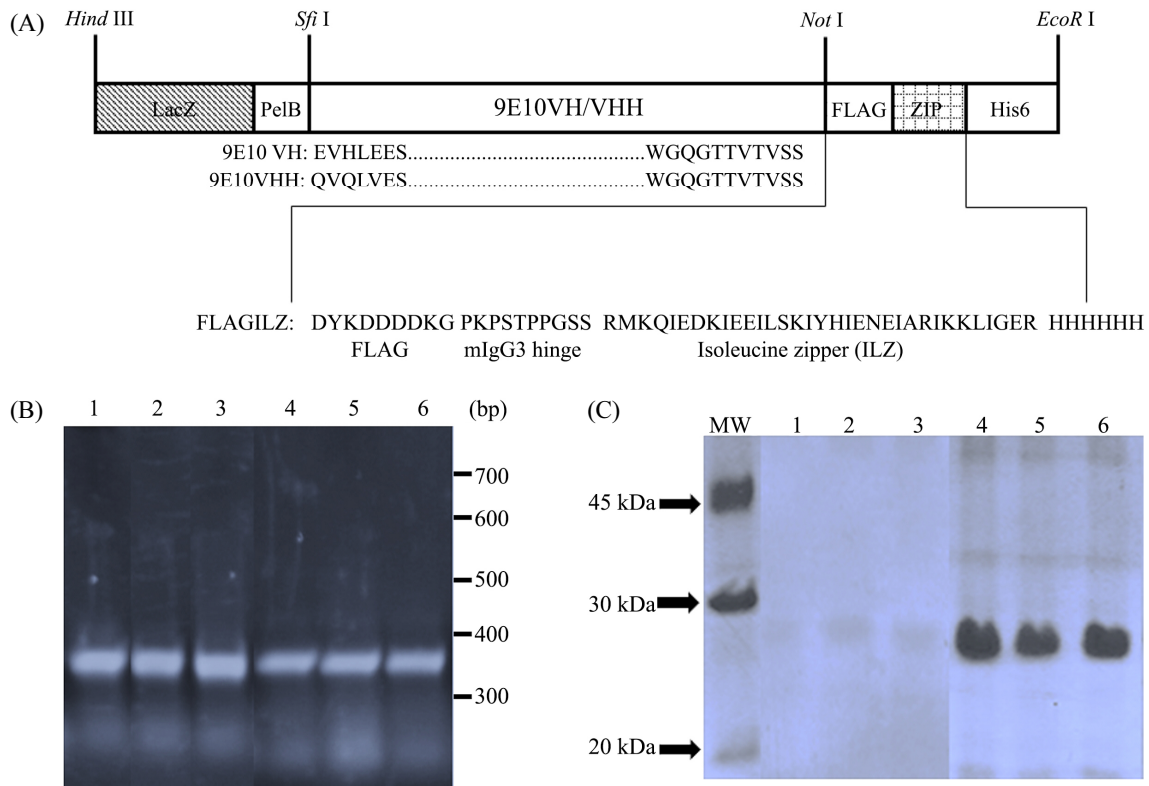 (A)
Hind III Sfi I Not I EcoR I
LacZ PelB 9E10VH/VHH FLAG ZIP His6
9E10 VH: EVHLEES.............................................WGQGTTVTVSS
9E10VHH: QVQLVES.............................................WGQGTTVTVSS
FLAGILZ: DYKDDDDKG PKPSTPPGSS RMKQIEDKIEEILSKIYHIENEIARIKKLIGER HHHHHH
FLAG mIgG3 hinge Isoleucine zipper (ILZ)
(B)
1 2 3 4 5 6 (bp)
700
600
500
400
300
(C)
MW 1 2 3 4 5 6
45 kDa
30 kDa
20 kDa